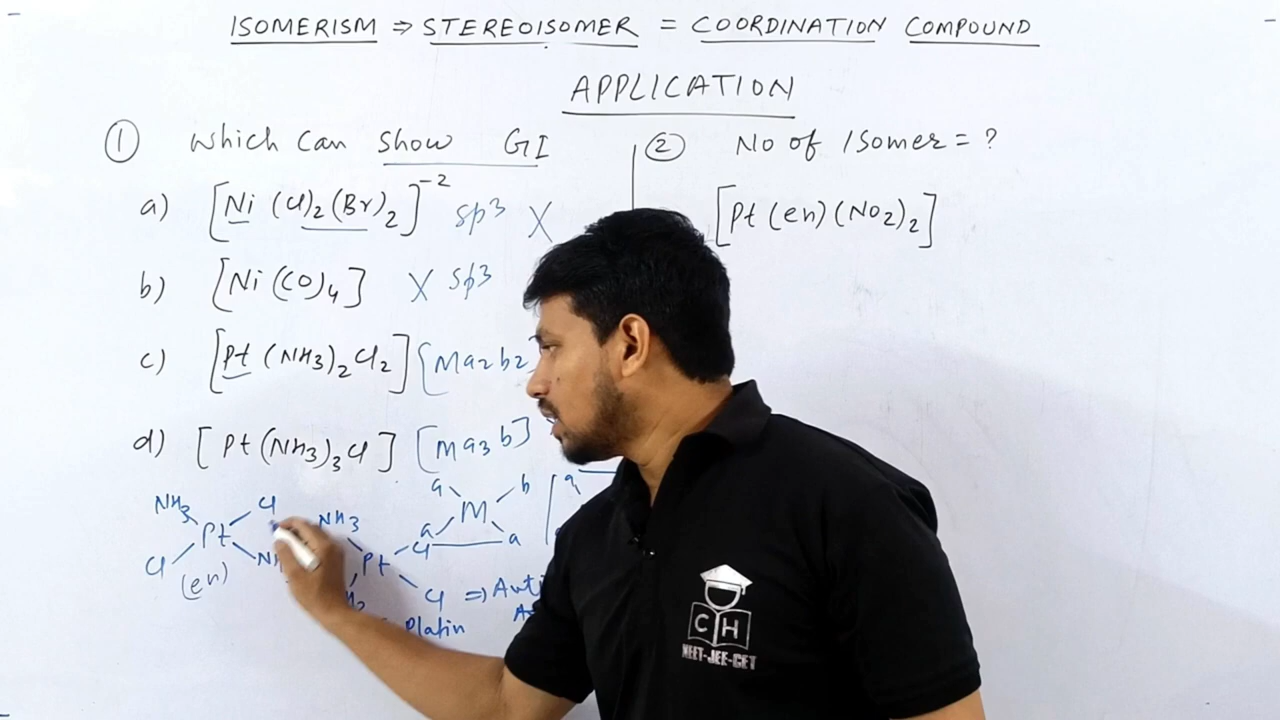 ISOMERISM ⇒ STEREOISOMER = COORDINATION COMPOUND
APPLICATION
① Which Can Show GI
a) [Ni (Cl)2 (Br)2]-2 sp3 X
b) [Ni (CO)4] X sp3
c) [Pt (NH3)2 Cl2] {Ma2b2
d) [Pt (NH3)3 Cl] [Ma3b]
② No of Isomer = ?
[Pt (en) (NO2)2]
NH3 Cl
Pt
Cl
(en)
NH3
Pt Cl
Cl ⇒ Anti
Platin
a b
M
a a
CH
NEET-JEE-CET